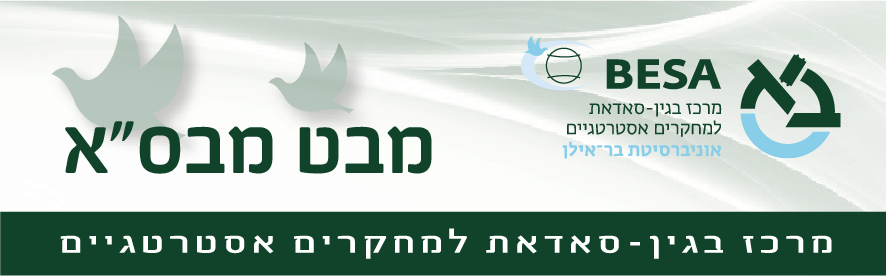 BESA
מרכז בגין-סאדאת
למחקרים אסטרטגיים
אוניברסיטת בר־אילן
מבט מבס"א
מרכז בגין-סאדאת למחקרים אסטרטגיים